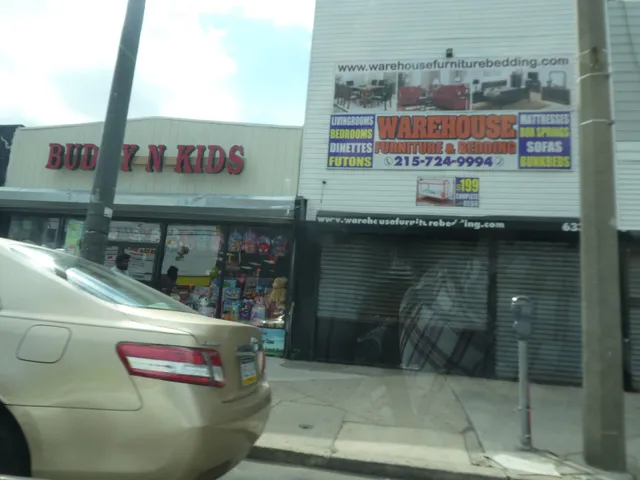 www.warehousefurniturebedding.com
LIVINGROOMS
BEDROOMS
DINETTES
FUTONS
WAREHOUSE
FURNITURE & BEDDING
215-724-9994
MATTRESSES
BOX SPRINGS
SOFAS
BUNKBEDS
$199
www.warehousefurniturebedding.com
BUDDY N KIDS